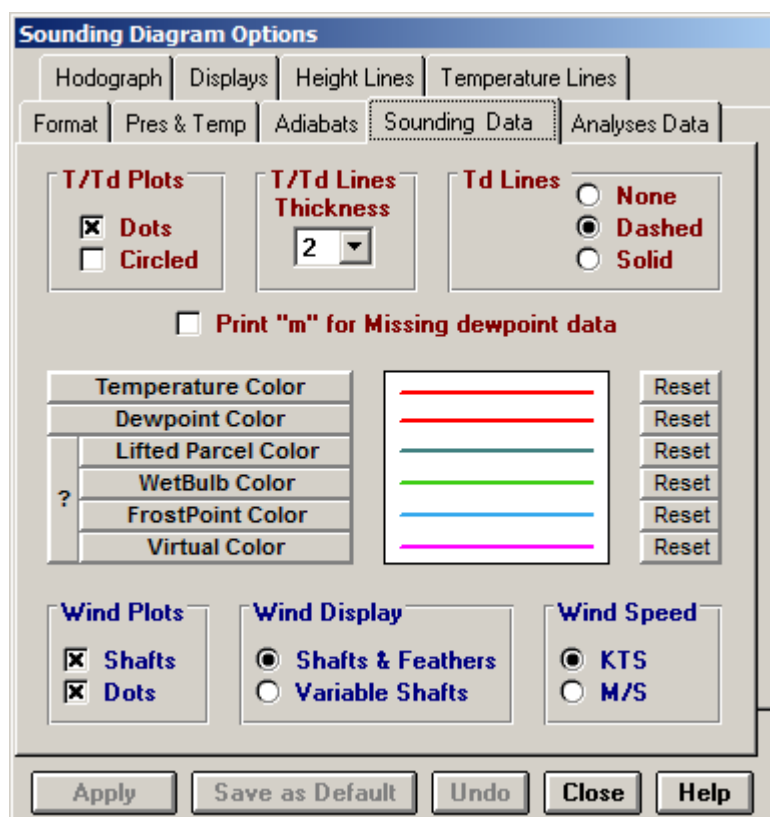 Sounding Diagram Options
Hodograph Displays Height Lines Temperature Lines
Format Pres & Temp Adiabats Sounding Data Analyses Data
T/Td Plots
Dots
Circled
T/Td Lines
Thickness
2
Td Lines
None
Dashed
Solid
Print "m" for Missing dewpoint data
Temperature Color Reset
Dewpoint Color Reset
Lifted Parcel Color Reset
WetBulb Color Reset
?
FrostPoint Color Reset
Virtual Color Reset
Wind Plots
Shafts
Dots
Wind Display
Shafts & Feathers
Variable Shafts
Wind Speed
KTS
M/S
Apply Save as Default Undo Close Help